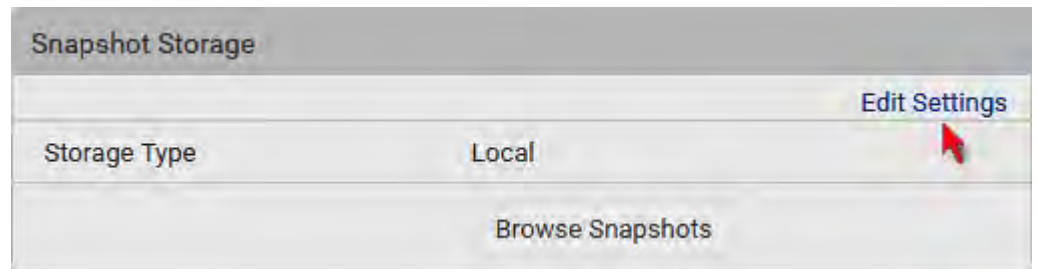 Snapshot Storage
Edit Settings
Storage Type Local
Browse Snapshots